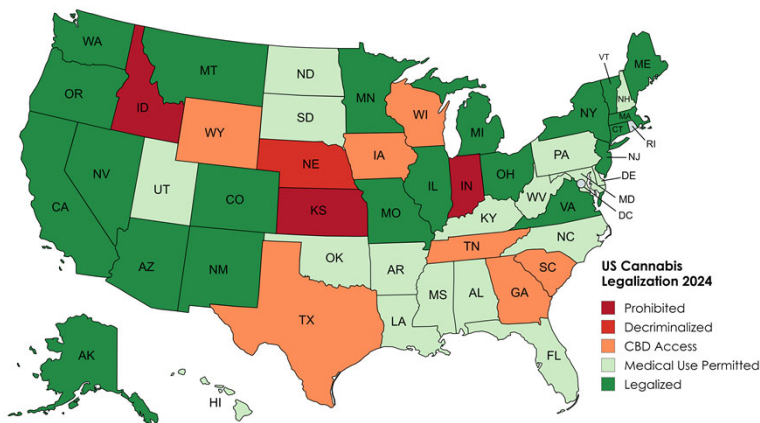 WA
MT
ND
MN
VT
ME
OR
ID
SD
WI
NH
NY
MA
WY
MI
CT
RI
NE
IA
PA
NJ
NV
UT
CO
IL
IN
OH
DE
CA
KS
MO
WV
MD
KY
VA
DC
AZ
NM
OK
AR
TN
NC
SC
US Cannabis
Legalization 2024
MS
AL
GA
Prohibited
TX
LA
Decriminalized
CBD Access
AK
FL
Medical Use Permitted
HI
Legalized